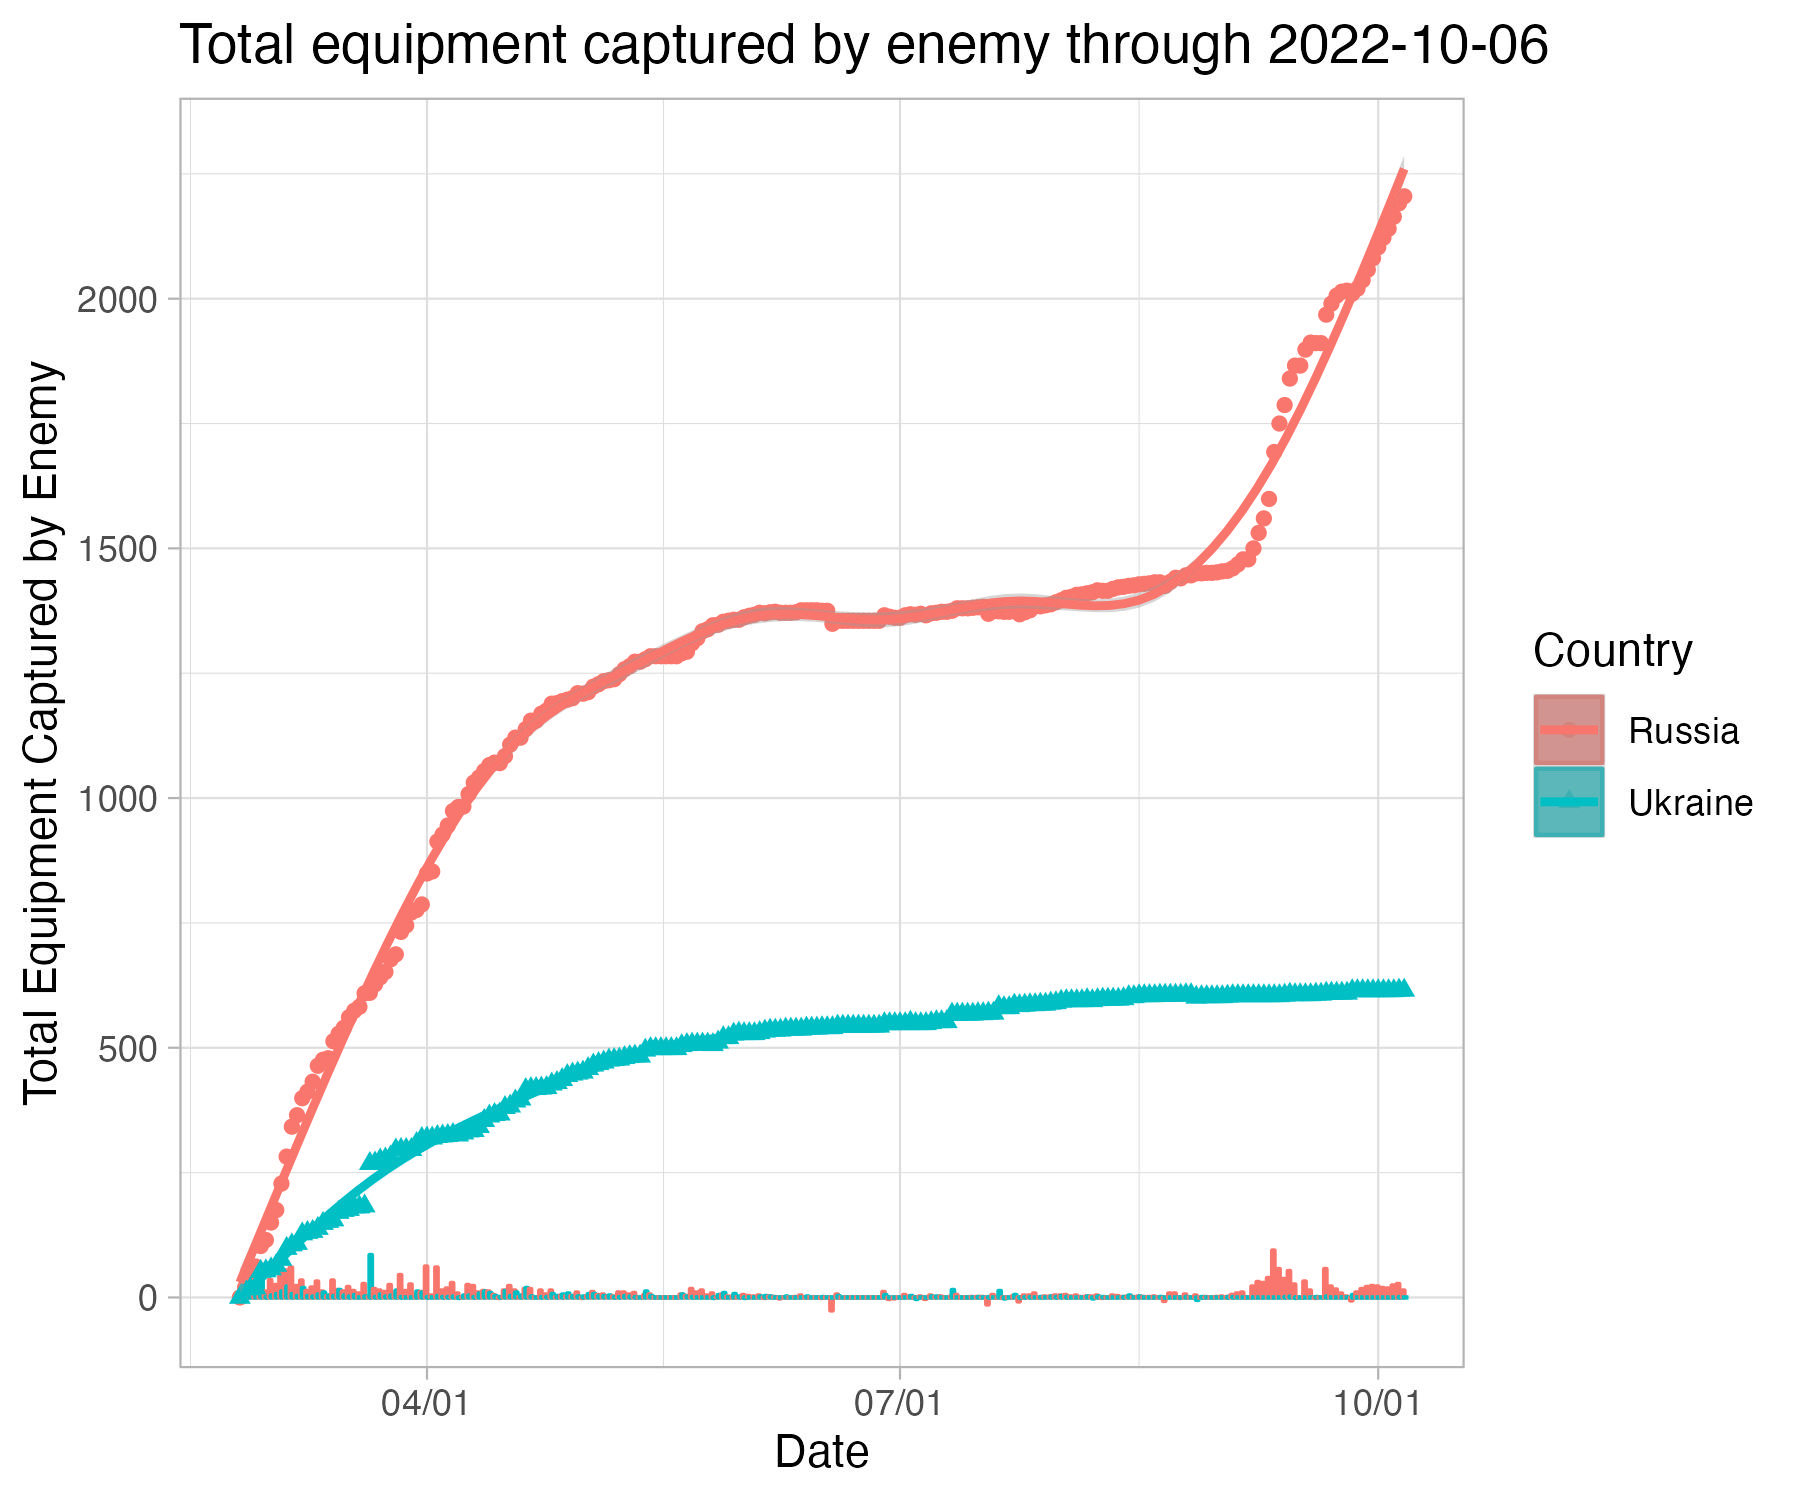 Total equipment captured by enemy through 2022-10-06
Total Equipment Captured by Enemy
2000
1500
1000
500
0
04/01
07/01
10/01
Date
Country
Russia
Ukraine